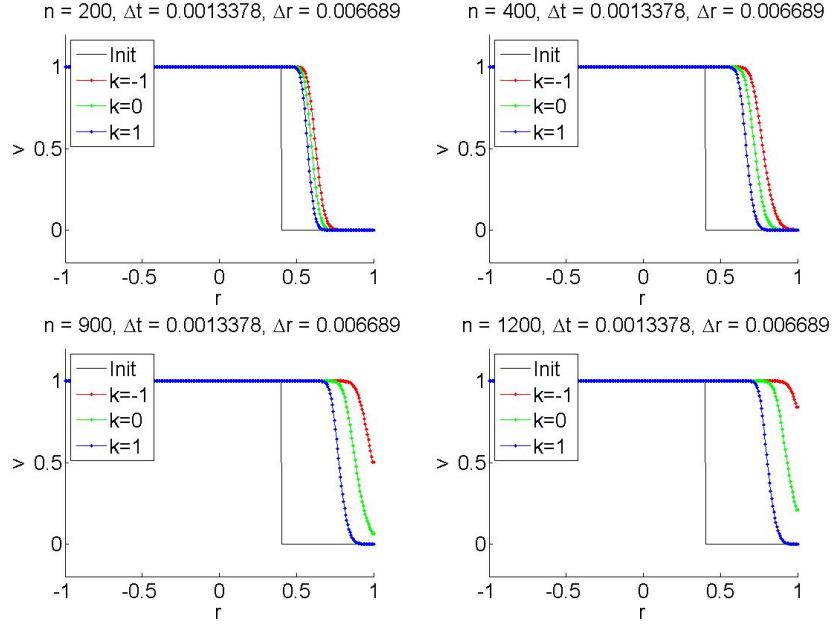 n = 200, Δt = 0.0013378, Δr = 0.006689
Init
k=-1
k=0
k=1
1
0.5
0
v
-1 -0.5 0 0.5 1
r
n = 400, Δt = 0.0013378, Δr = 0.006689
Init
k=-1
k=0
k=1
1
0.5
0
v
-1 -0.5 0 0.5 1
r
n = 900, Δt = 0.0013378, Δr = 0.006689
Init
k=-1
k=0
k=1
1
0.5
0
v
-1 -0.5 0 0.5 1
r
n = 1200, Δt = 0.0013378, Δr = 0.006689
Init
k=-1
k=0
k=1
1
0.5
0
v
-1 -0.5 0 0.5 1
r